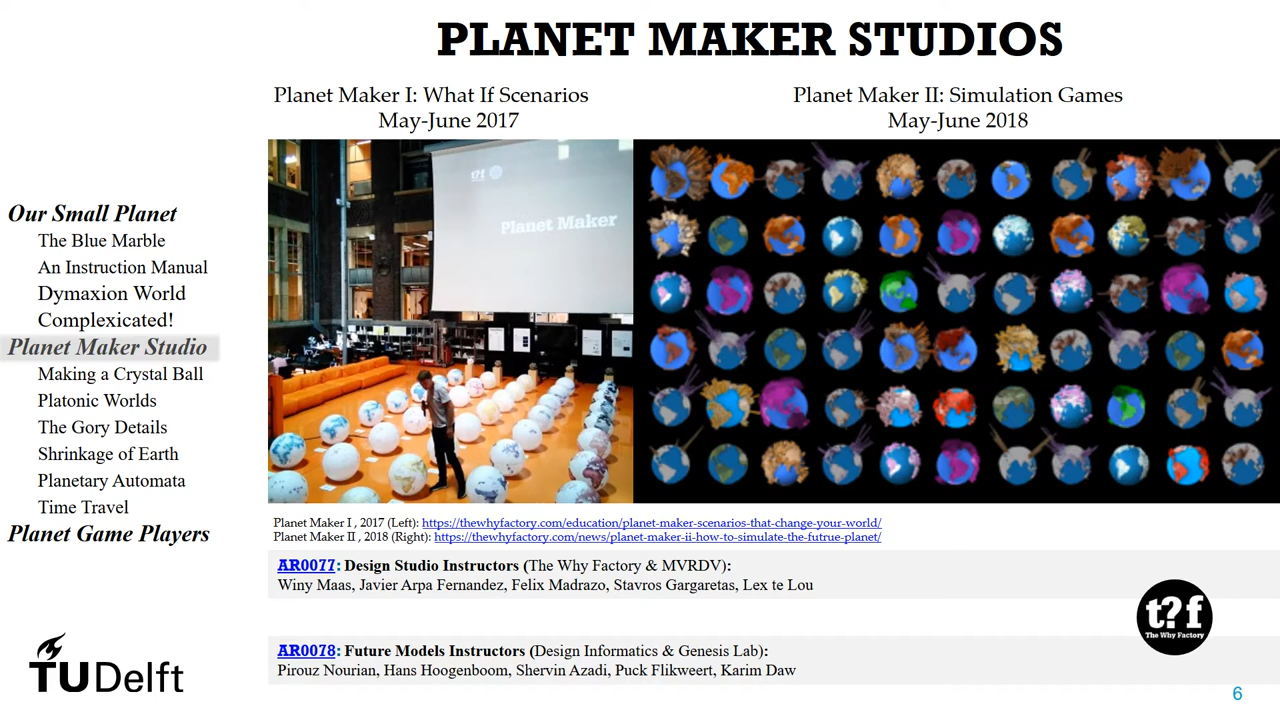 PLANET MAKER STUDIOS
Planet Maker I: What If Scenarios
May-June 2017
Planet Maker II: Simulation Games
May-June 2018
t?f
Planet Maker
Our Small Planet
The Blue Marble
An Instruction Manual
Dymaxion World
Complexicated!
Planet Maker Studio
Making a Crystal Ball
Platonic Worlds
The Gory Details
Shrinkage of Earth
Planetary Automata
Time Travel
Planet Game Players
Planet Maker I , 2017 (Left): https://thewhyfactory.com/education/planet-maker-scenarios-that-change-your-world/
Planet Maker II , 2018 (Right): https://thewhyfactory.com/news/planet-maker-ii-how-to-simulate-the-futrue-planet/
AR0077: Design Studio Instructors (The Why Factory & MVRDV):
Winy Maas, Javier Arpa Fernandez, Felix Madrazo, Stavros Gargaretas, Lex te Lou
t?f
The Why Factory
AR0078: Future Models Instructors (Design Informatics & Genesis Lab):
Pirouz Nourian, Hans Hoogenboom, Shervin Azadi, Puck Flikweert, Karim Daw
TU Delft
6